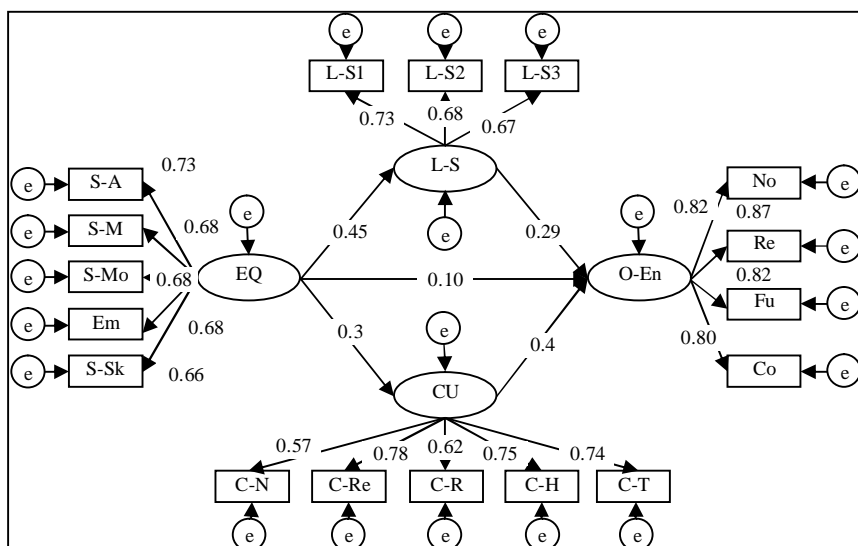 e e e
L-S1 L-S2 L-S3
0.73 0.68 0.67
e S-A 0.73 L-S No e
e e 0.82 0.87
e S-M 0.68 0.45 e 0.29 Re e
e S-Mo 0.68 EQ 0.10 O-En 0.82
e Em 0.68 0.3 e 0.4 Fu e
e S-Sk 0.66 CU 0.80 Co e
0.57 0.78 0.62 0.75 0.74
C-N C-Re C-R C-H C-T
e e e e e